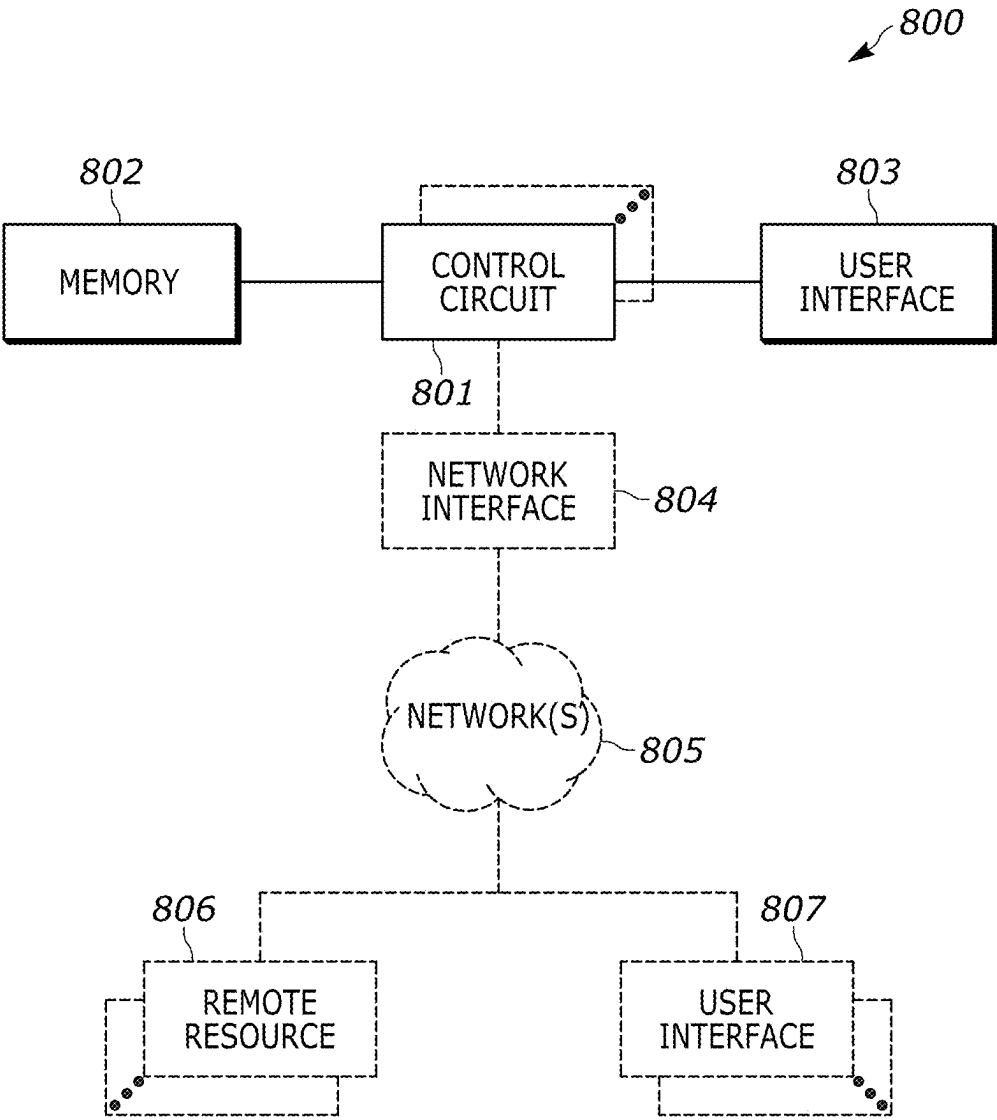 800
802
803
MEMORY
CONTROL
CIRCUIT
USER
INTERFACE
801
NETWORK
INTERFACE
804
NETWORK(S)
805
806
807
REMOTE
RESOURCE
USER
INTERFACE